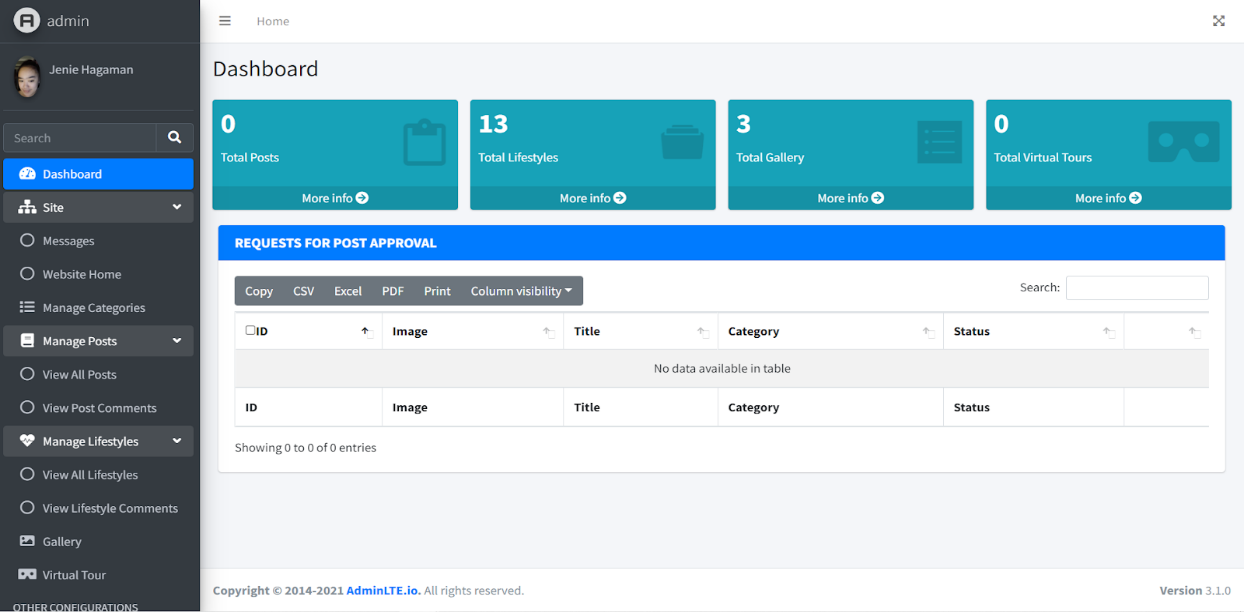 admin
Home
Jenie Hagaman
Search
Dashboard
Site
Messages
Website Home
Manage Categories
Manage Posts
View All Posts
View Post Comments
Manage Lifestyles
View All Lifestyles
View Lifestyle Comments
Gallery
Virtual Tour
OTHER CONFIGURATIONS
Dashboard
0
Total Posts
More info
13
Total Lifestyles
More info
3
Total Gallery
More info
0
Total Virtual Tours
More info
REQUESTS FOR POST APPROVAL
Copy CSV Excel PDF Print Column visibility
Search:
ID Image Title Category Status
No data available in table
ID Image Title Category Status
Showing 0 to 0 of 0 entries
Copyright © 2014-2021 AdminLTE.io. All rights reserved.
Version 3.1.0